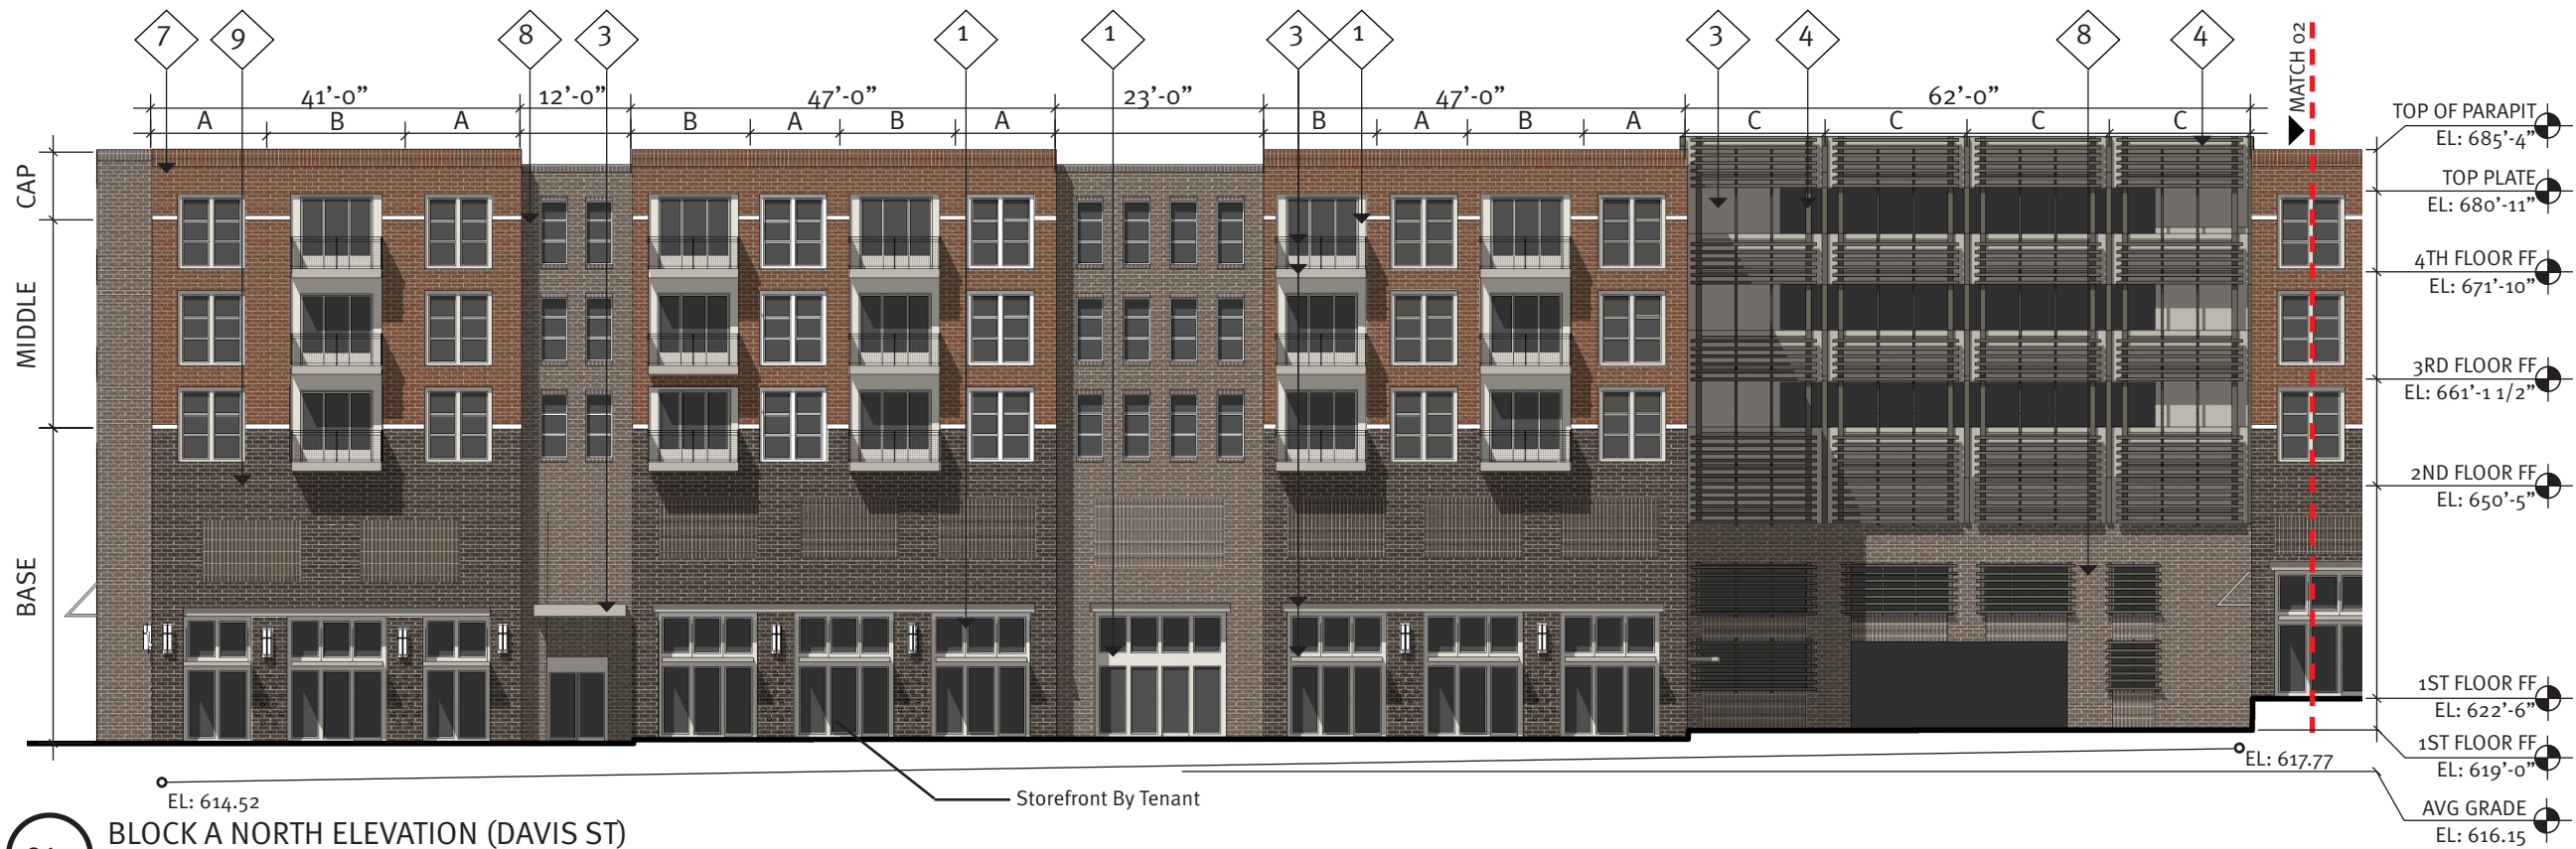 7 9 8 3 1 1 3 1 3 4 8 4
MATCH 02
41’-0” 12’-0” 47’-0” 23’-0” 47’-0” 62’-0”
A B A B A B A B A B A C C C C
CAP
MIDDLE
BASE
TOP OF PARAPIT
EL: 685’-4”
TOP PLATE
EL: 680’-11”
4TH FLOOR FF
EL: 671’-10”
3RD FLOOR FF
EL: 661’-1 1/2”
2ND FLOOR FF
EL: 650’-5”
1ST FLOOR FF
EL: 622’-6”
1ST FLOOR FF
EL: 619’-0”
AVG GRADE
EL: 616.15
EL: 617.77
EL: 614.52
Storefront By Tenant
BLOCK A NORTH ELEVATION (DAVIS ST)